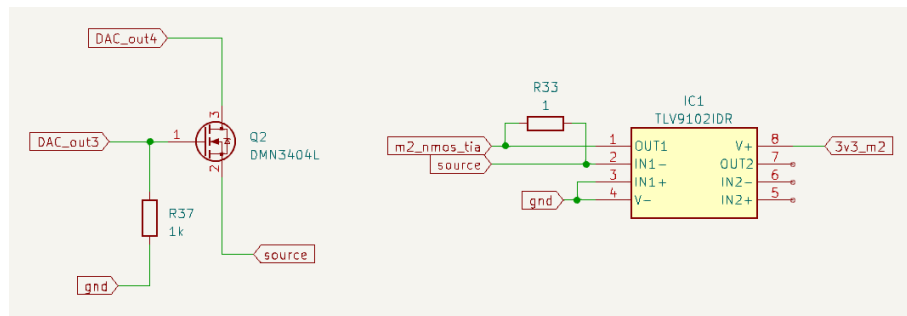 DAC_out4
3
DAC_out3
1
Q2
DMN3404L
2
R37
1k
gnd
source
R33
1
IC1
TLV9102IDR
m2_nmos_tia
1
OUT1
V+
8
3v3_m2
source
2
IN1-
OUT2
7
3
IN1+
IN2-
6
gnd
4
V-
IN2+
5